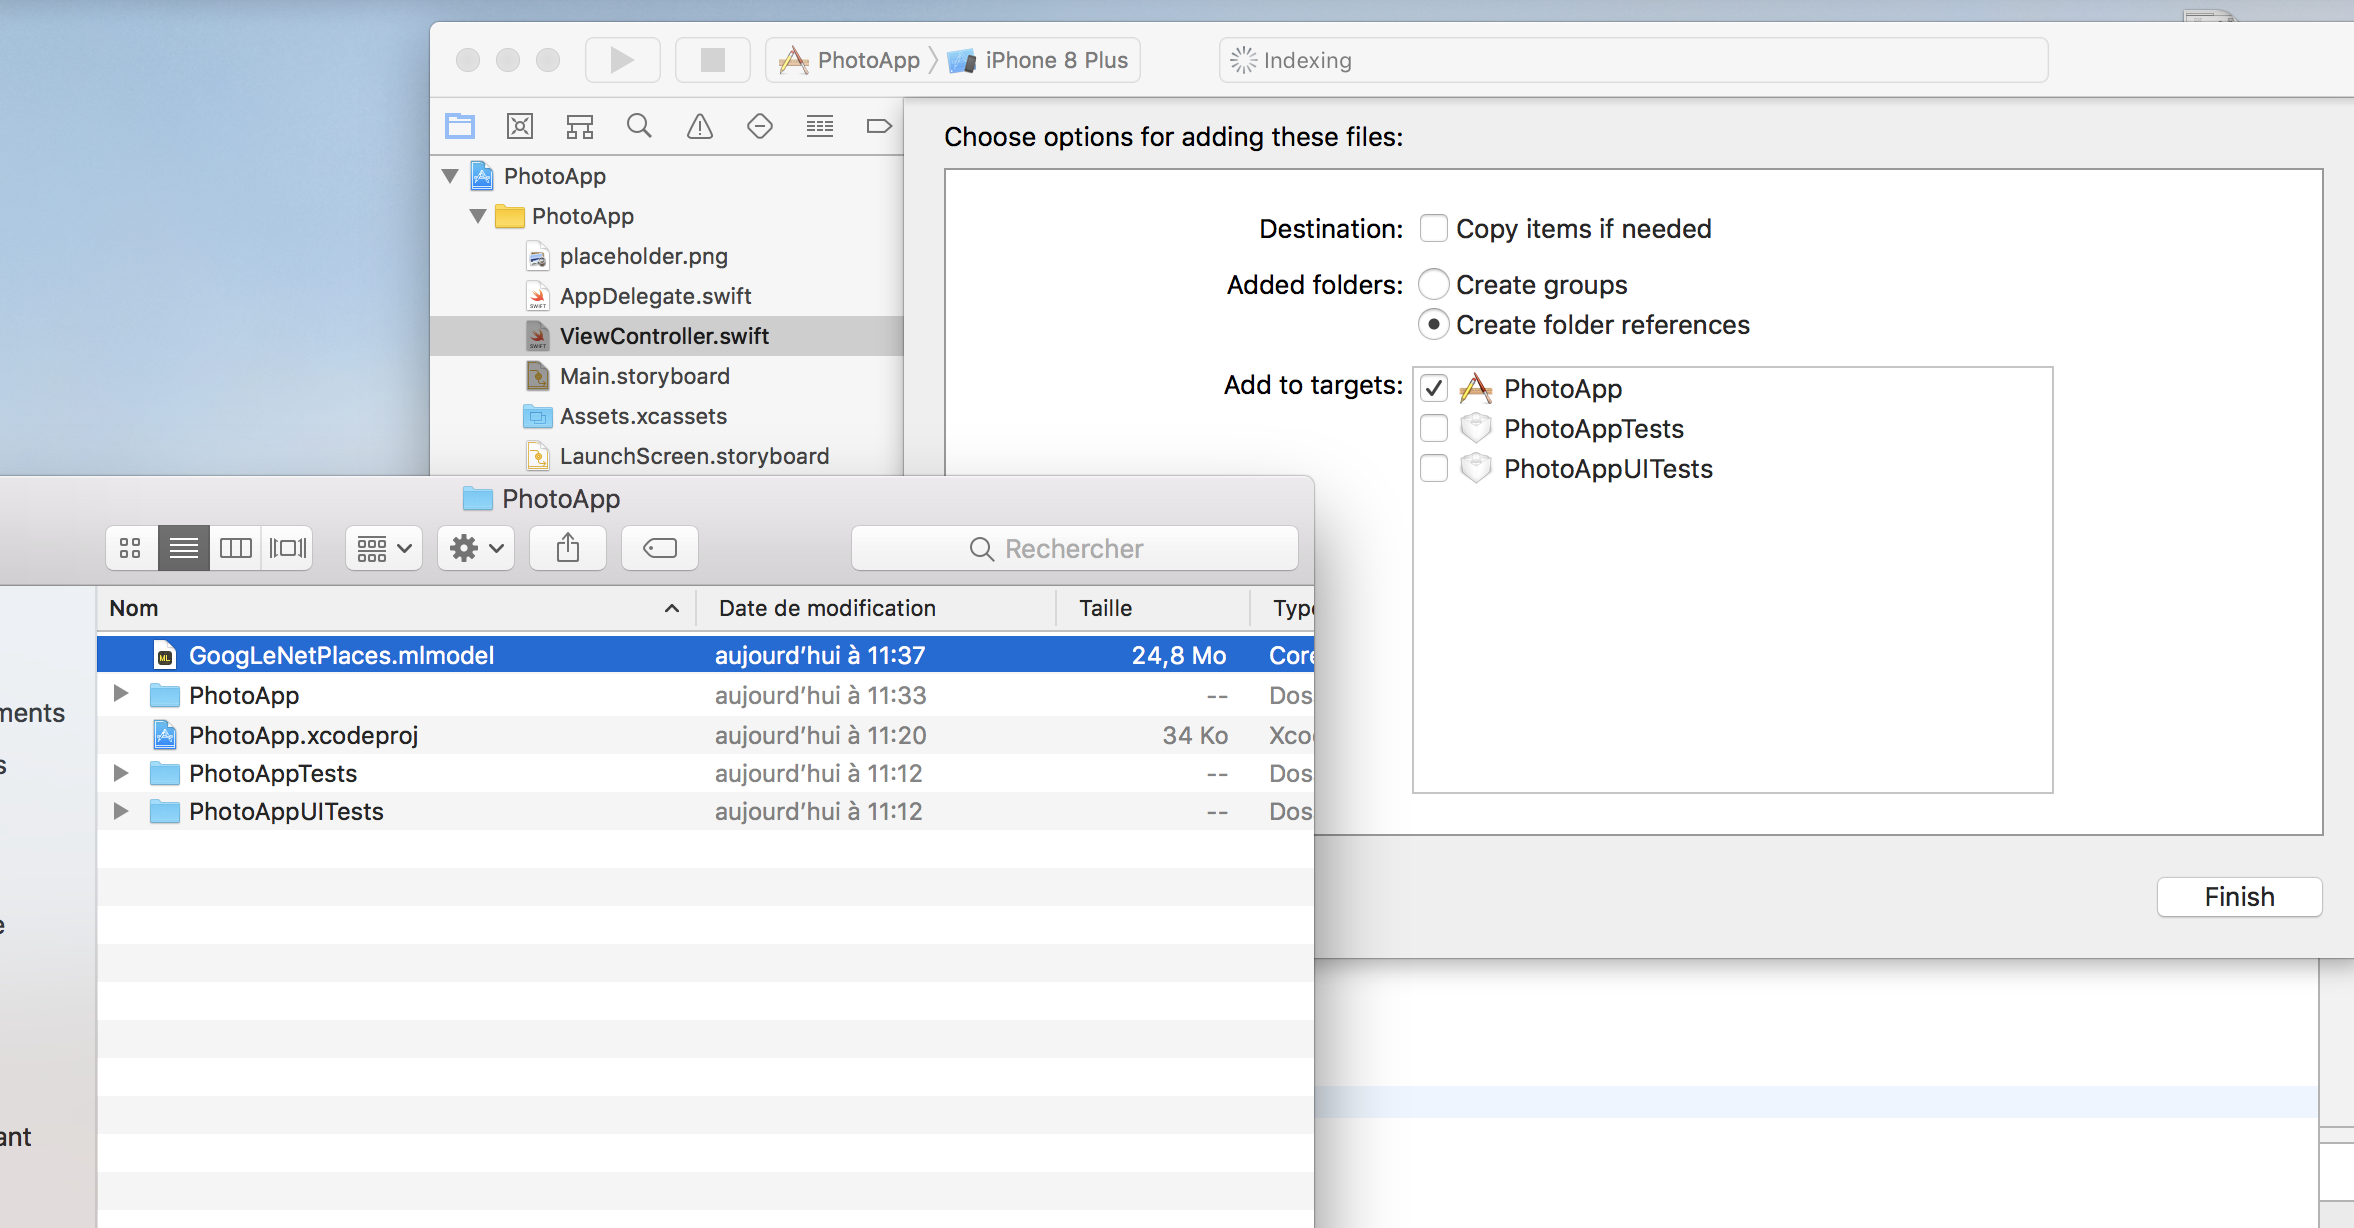 PhotoApp
iPhone 8 Plus
Indexing
Choose options for adding these files:
PhotoApp
PhotoApp
placeholder.png
AppDelegate.swift
ViewController.swift
Main.storyboard
Assets.xcassets
LaunchScreen.storyboard
Destination: Copy items if needed
Added folders: Create groups
Create folder references
Add to targets: PhotoApp
PhotoAppTests
PhotoAppUITests
Finish
PhotoApp
Rechercher
Nom Date de modification Taille Type
GoogLeNetPlaces.mlmodel aujourd’hui à 11:37 24,8 Mo Core
PhotoApp aujourd’hui à 11:33 -- Dos
PhotoApp.xcodeproj aujourd’hui à 11:20 34 Ko Xco
PhotoAppTests aujourd’hui à 11:12 -- Dos
PhotoAppUITests aujourd’hui à 11:12 -- Dos
ments
s
e
ant